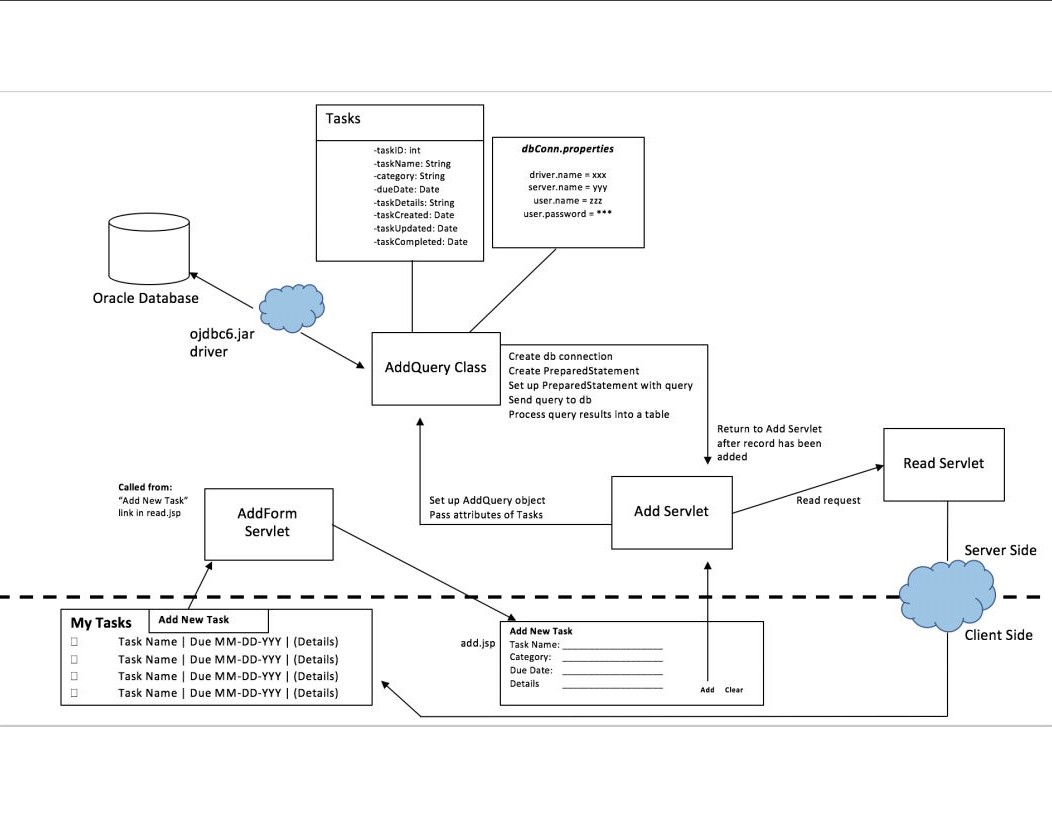 Tasks
-taskID: int
-taskName: String
-category: String
-dueDate: Date
-taskDetails: String
-taskCreated: Date
-taskUpdated: Date
-taskCompleted: Date
dbConn.properties
driver.name = xxx
server.name = yyy
user.name = zzz
user.password = ***
Oracle Database
ojdbc6.jar
driver
AddQuery Class
Create db connection
Create PreparedStatement
Set up PreparedStatement with query
Send query to db
Process query results into a table
Return to Add Servlet
after record has been
added
Read Servlet
Called from:
“Add New Task”
link in read.jsp
AddForm
Servlet
Set up AddQuery object
Pass attributes of Tasks
Add Servlet
Read request
Server Side
Client Side
My Tasks
Add New Task
Task Name | Due MM-DD-YYY | (Details)
Task Name | Due MM-DD-YYY | (Details)
Task Name | Due MM-DD-YYY | (Details)
Task Name | Due MM-DD-YYY | (Details)
add.jsp
Add New Task
Task Name: ____________________
Category: ____________________
Due Date: ____________________
Details ____________________
Add Clear